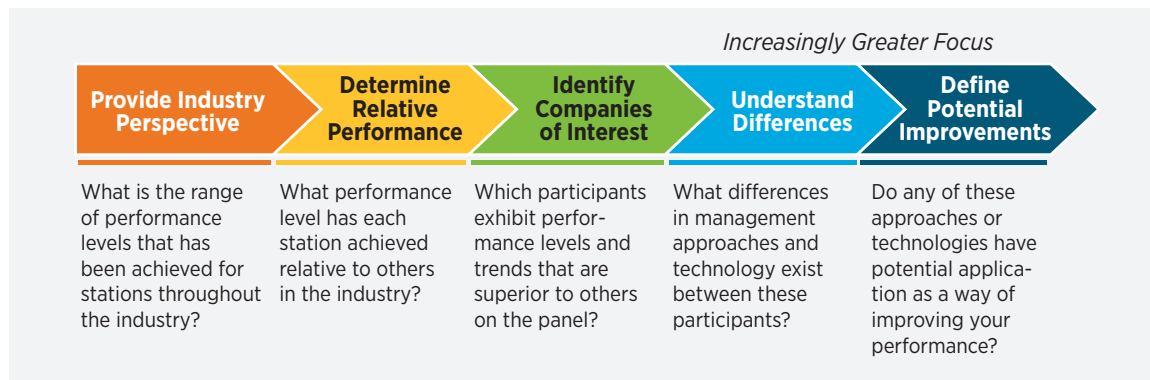 Increasingly Greater Focus
Provide Industry
Perspective
Determine
Relative
Performance
Identify
Companies
of Interest
Understand
Differences
Define
Potential
Improvements
What is the range
of performance
levels that has
been achieved for
stations throughout
the industry?
What performance
level has each
station achieved
relative to others
in the industry?
Which participants
exhibit perfor-
mance levels and
trends that are
superior to others
on the panel?
What differences
in management
approaches and
technology exist
between these
participants?
Do any of these
approaches or
technologies have
potential applica-
tion as a way of
improving your
performance?